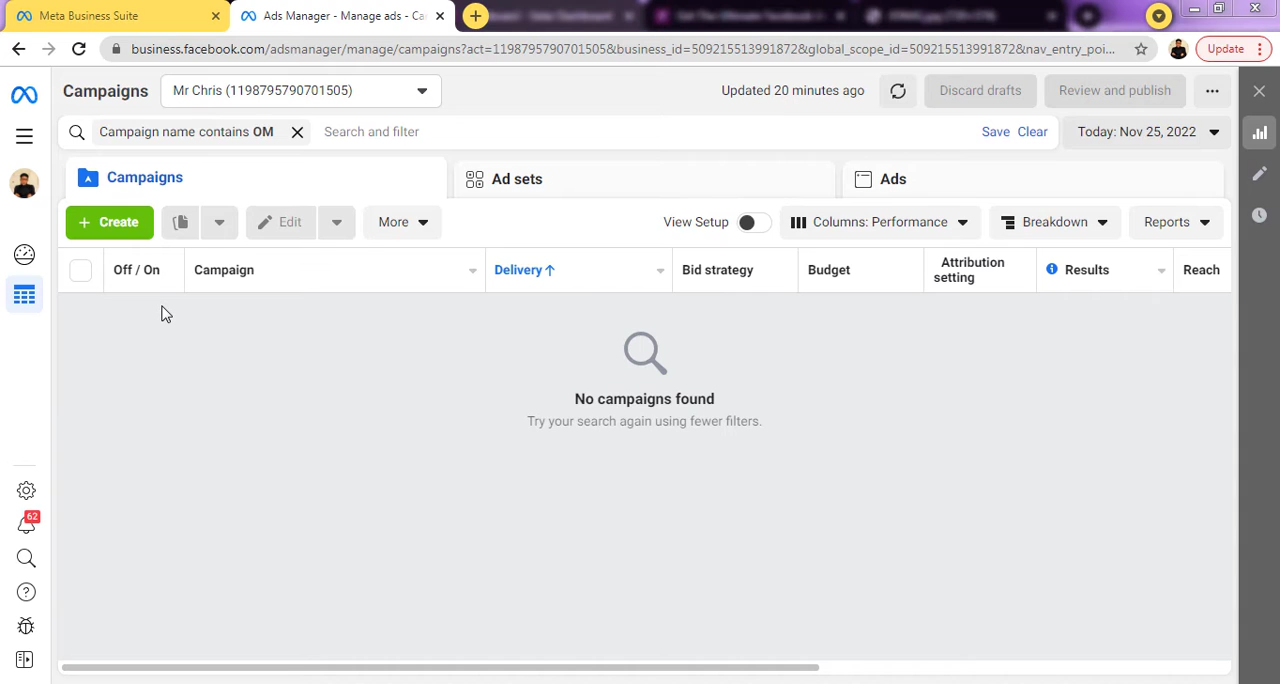 Meta Business Suite
Ads Manager - Manage ads - Ca
business.facebook.com/adsmanager/manage/campaigns?act=1198795790701505&business_id=509215513991872&global_scope_id=509215513991872&nav_entry_poi...
Update
Campaigns
Mr Chris (1198795790701505)
Updated 20 minutes ago
Discard drafts
Review and publish
Campaign name contains OM
Search and filter
Save
Clear
Today: Nov 25, 2022
Campaigns
Ad sets
Ads
+ Create
Edit
More
View Setup
Columns: Performance
Breakdown
Reports
Off / On
Campaign
Delivery ↑
Bid strategy
Budget
Attribution
setting
Results
Reach
No campaigns found
Try your search again using fewer filters.
62